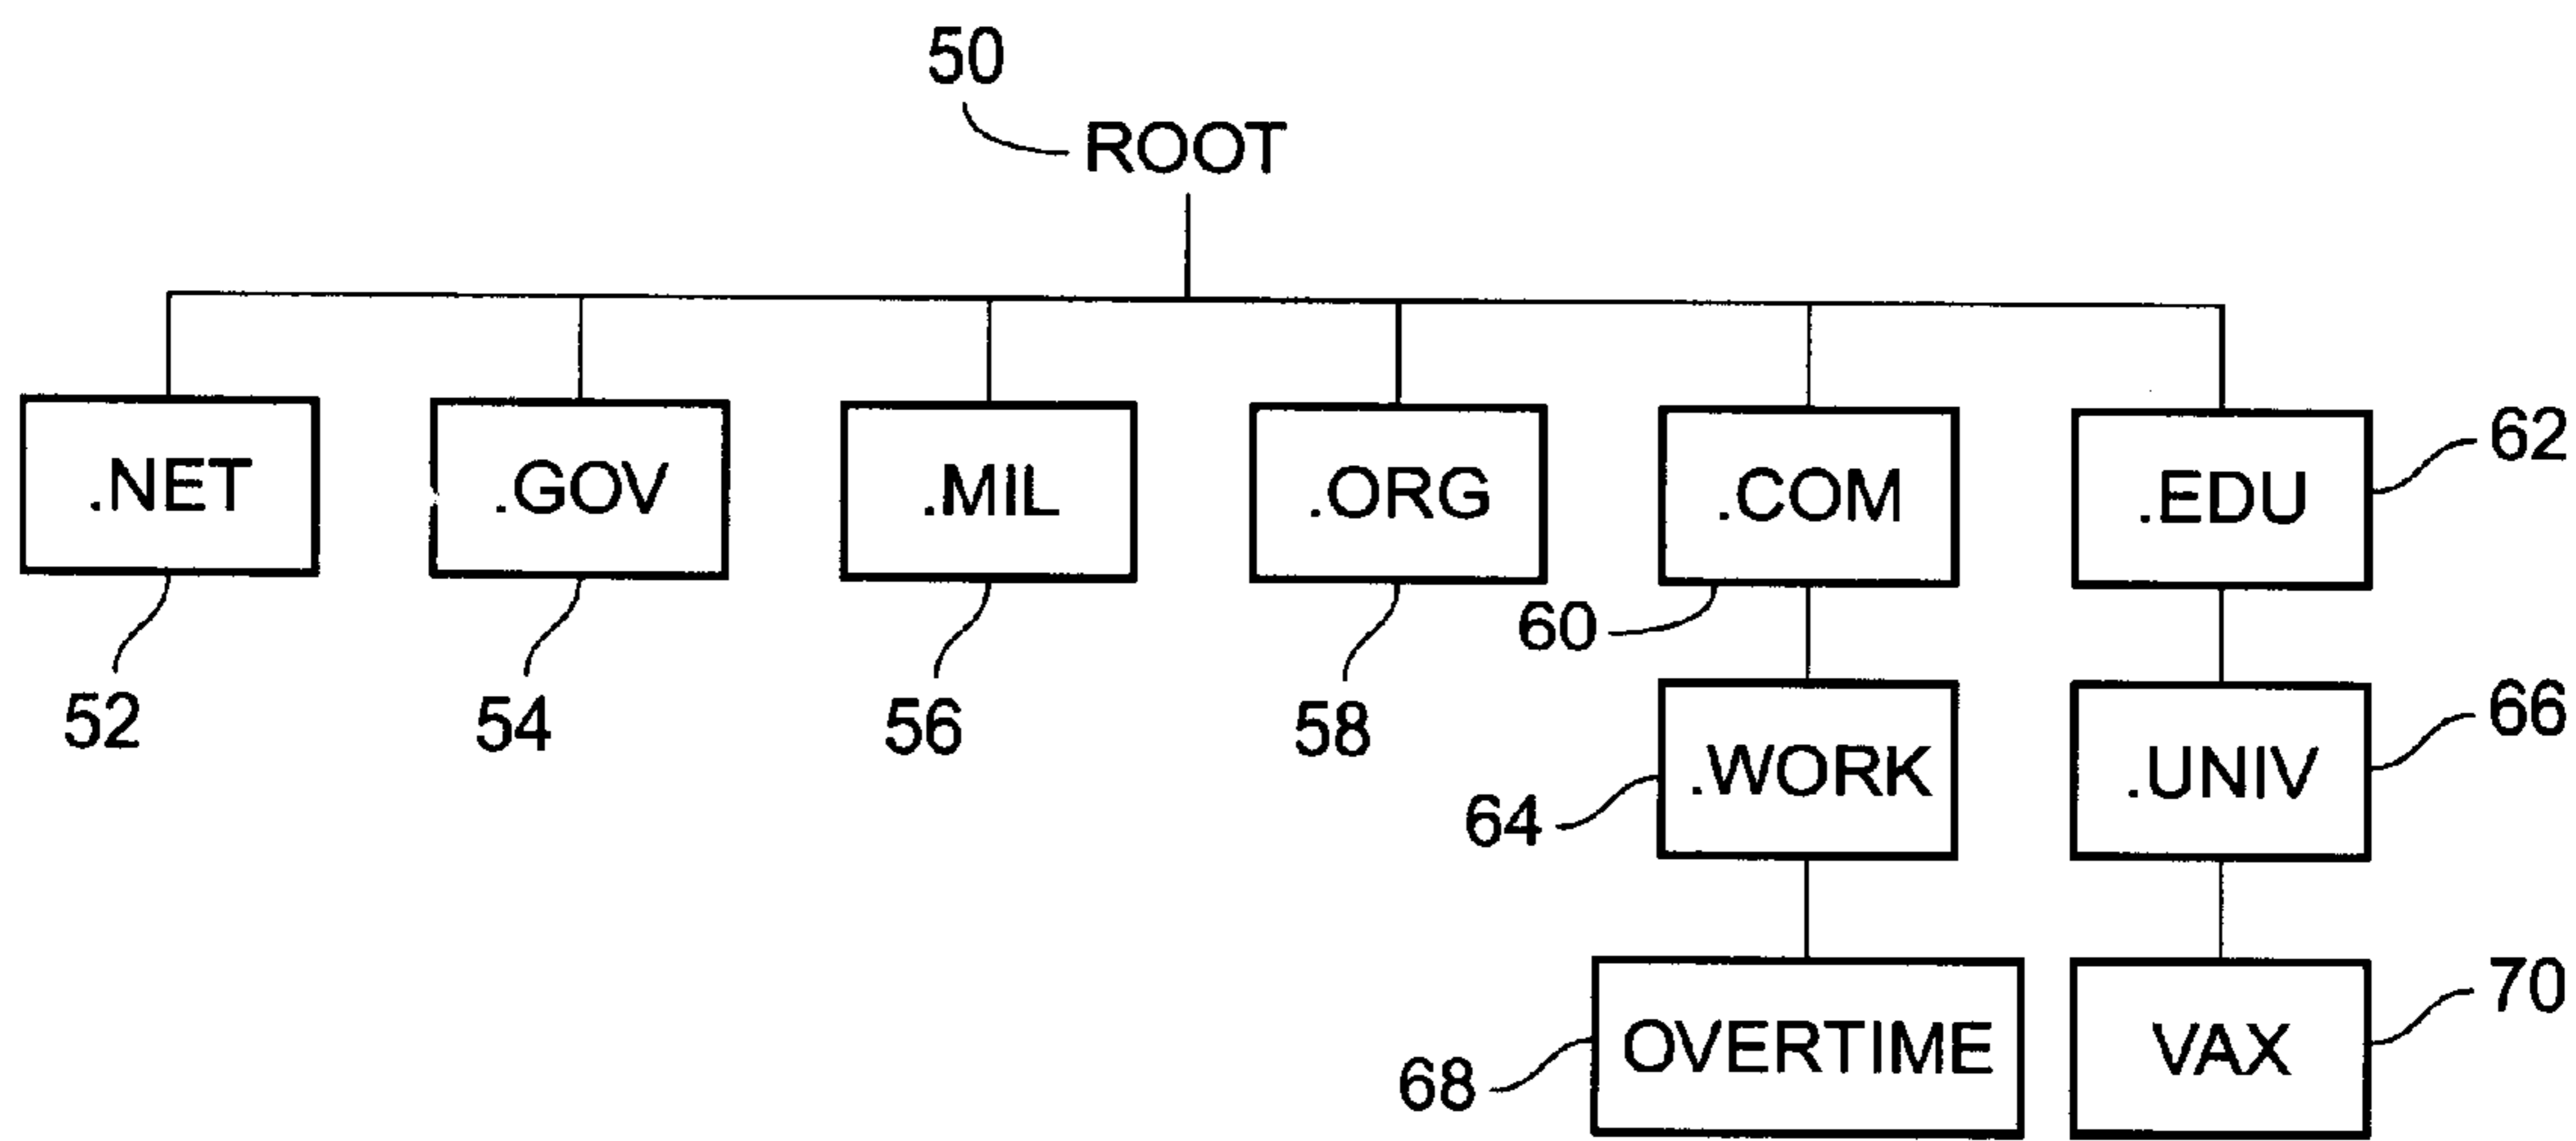 50
ROOT
.NET
.GOV
.MIL
.ORG
.COM
.EDU
62
52
54
56
58
60
64
.WORK
.UNIV
66
68
OVERTIME
VAX
70